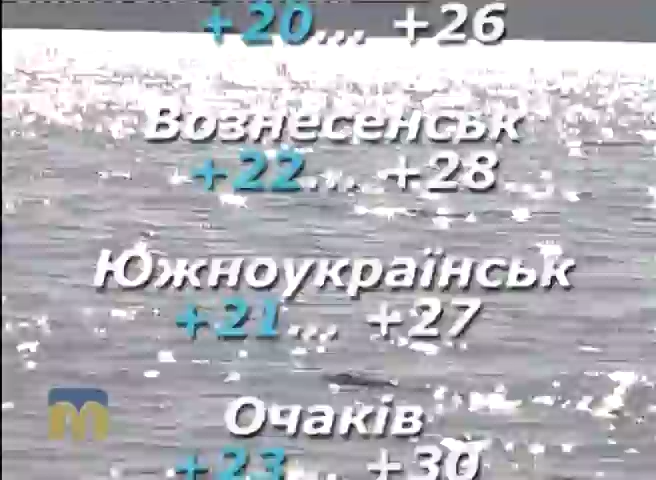 +20... +26
Вознесенськ
+22... +28
Южноукраїнськ
+21... +27
Очаків
+23... +30